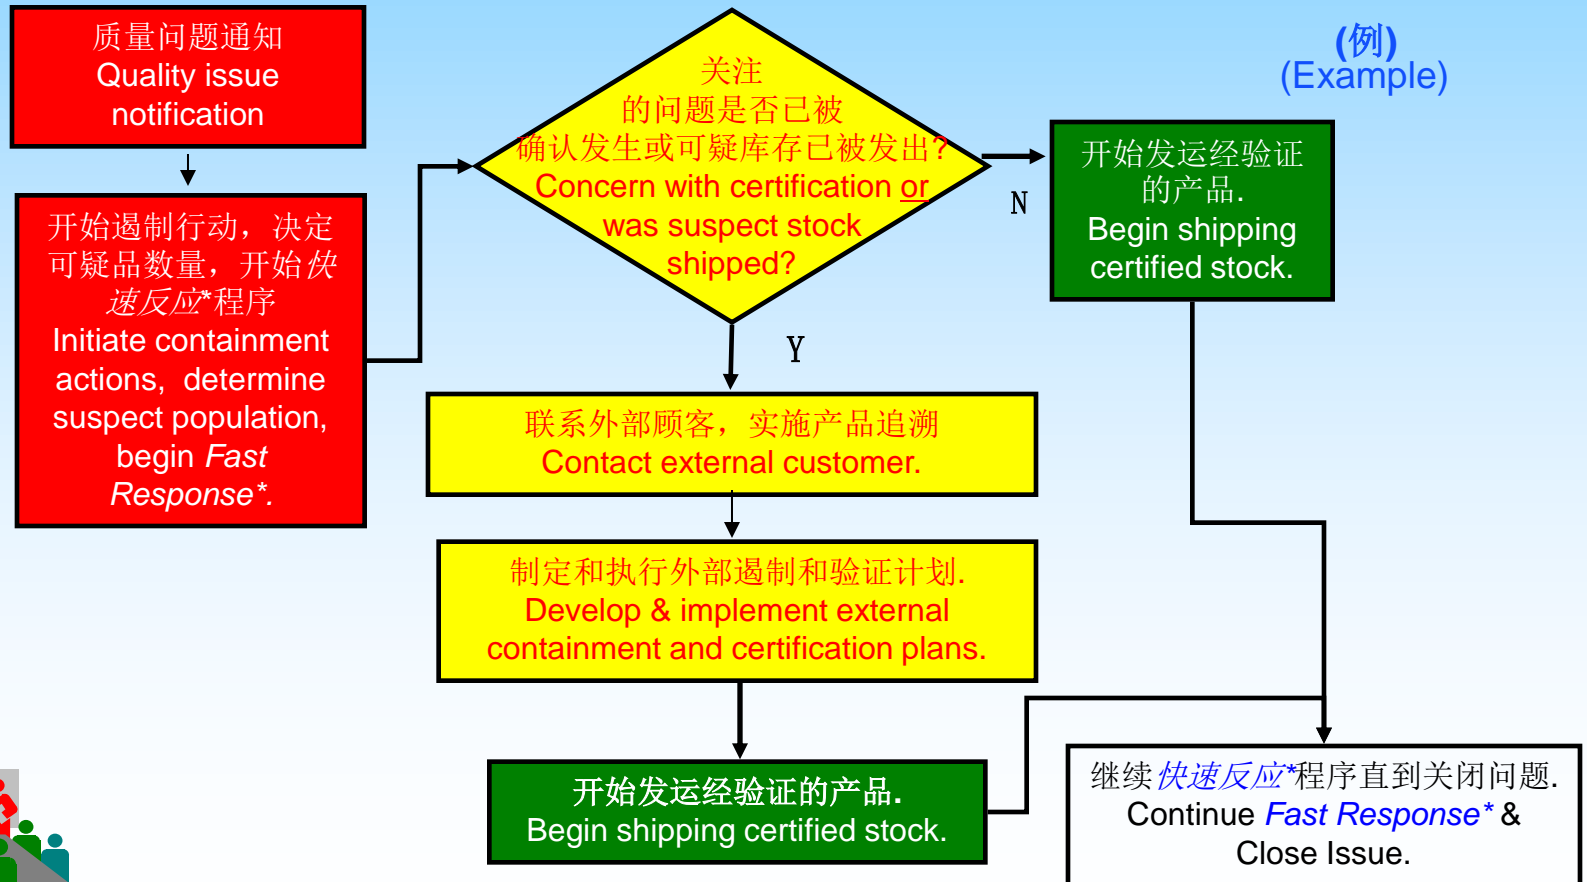 质量问题通知
Quality issue
notification
开始遏制行动，决定
可疑品数量，开始快
速反应*程序
Initiate containment
actions, determine
suspect population,
begin Fast
Response*.
关注
的问题是否已被
确认发生或可疑库存已被发出?
Concern with certification or
was suspect stock
shipped?
(例)
(Example)
N
开始发运经验证
的产品.
Begin shipping
certified stock.
Y
联系外部顾客，实施产品追溯
Contact external customer.
制定和执行外部遏制和验证计划.
Develop & implement external
containment and certification plans.
开始发运经验证的产品.
Begin shipping certified stock.
继续快速反应*程序直到关闭问题.
Continue Fast Response* &
Close Issue.